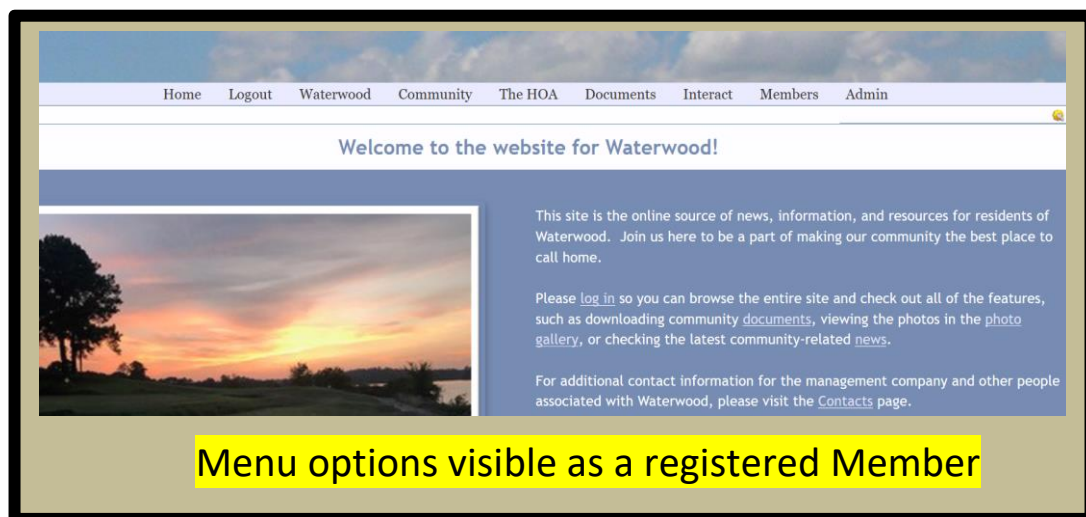 Home Logout Waterwood Community The HOA Documents Interact Members Admin
Welcome to the website for Waterwood!
This site is the online source of news, information, and resources for residents of
Waterwood. Join us here to be a part of making our community the best place to
call home.
Please log in so you can browse the entire site and check out all of the features,
such as downloading community documents, viewing the photos in the photo
gallery, or checking the latest community-related news.
For additional contact information for the management company and other people
associated with Waterwood, please visit the Contacts page.
Menu options visible as a registered Member